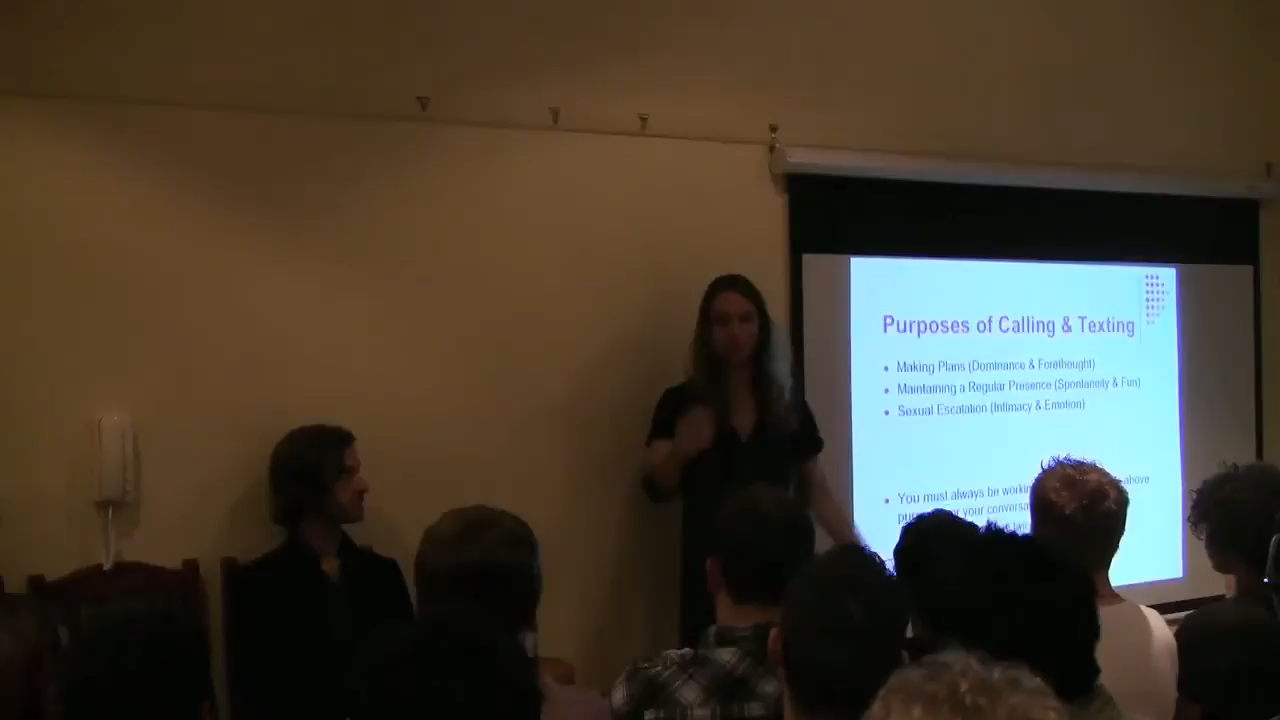 Purposes of Calling & Texting
Making Plans (Dominance & Forethought)
Maintaining a Regular Presence (Spontaneity & Fun)
Sexual Escalation (Intimacy & Emotion)
You must always be above
your